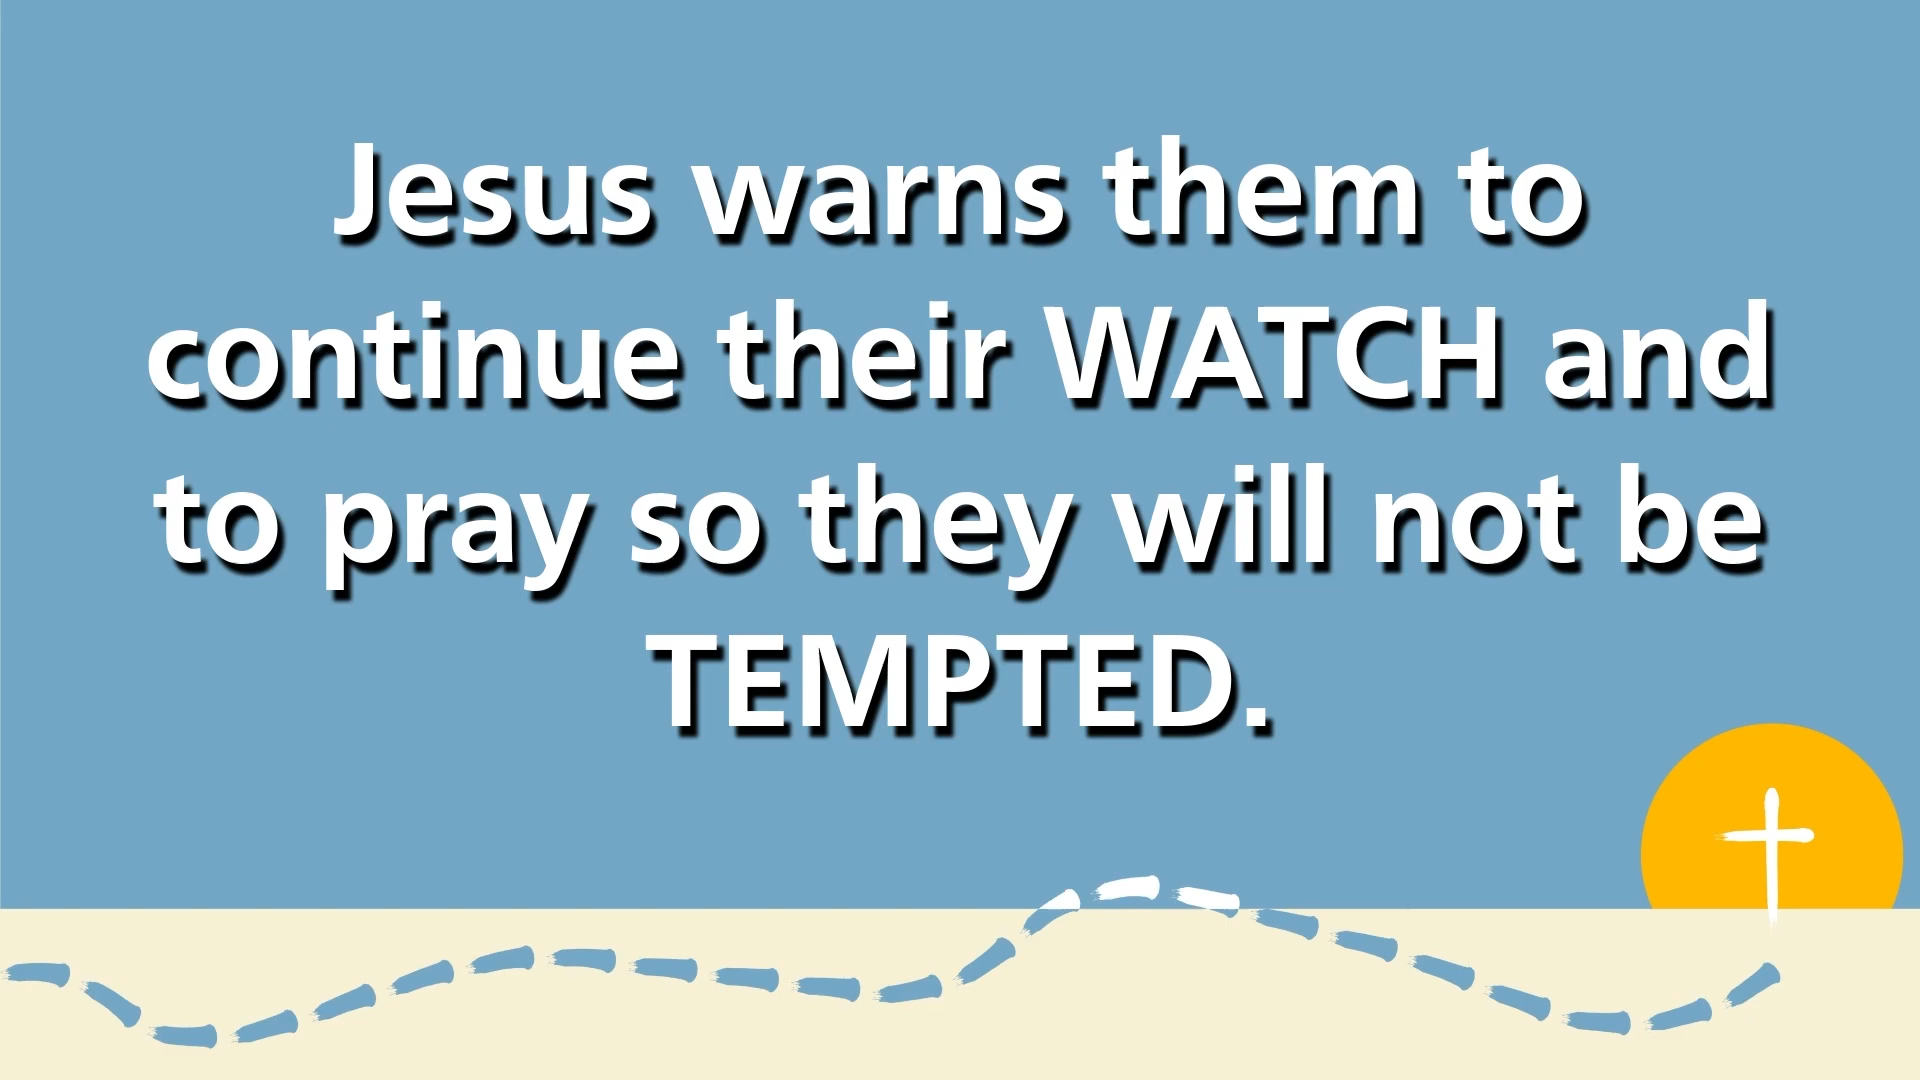 Jesus warns them to
continue their WATCH and
to pray so they will not be
TEMPTED.